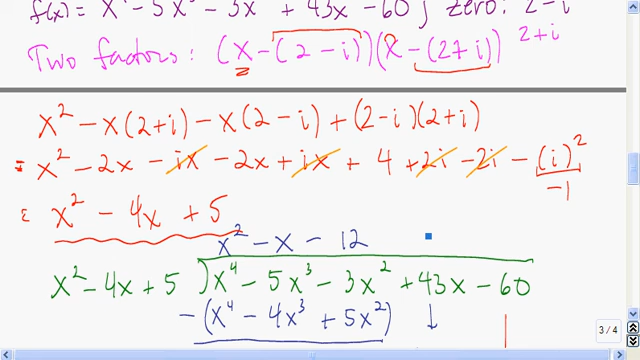 f(x) = x⁴ - 5x³ - 3x² + 43x - 60; zero: 2-i
Two factors: (x - (2-i))(x - (2+i)) 2+i
x² - x(2+i) - x(2-i) + (2-i)(2+i)
= x² - 2x - ix - 2x + ix + 4 + 2i - 2i - (i)²
-1
= x² - 4x + 5
x² - x - 12
x² - 4x + 5 ) x⁴ - 5x³ - 3x² + 43x - 60
- (x⁴ - 4x³ + 5x²) ↓
3 / 4